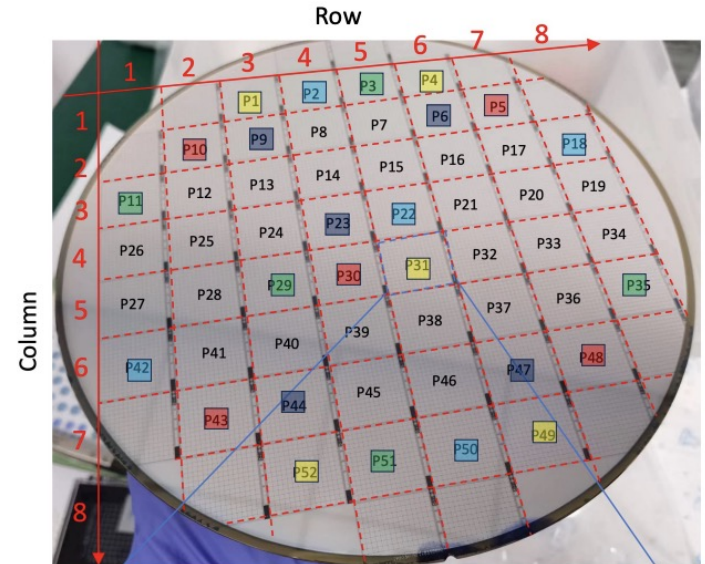 Row
1 2 3 4 5 6 7 8
Column
1
2
3
4
5
6
7
8
P1 P2 P3 P4
P10 P9 P8 P7 P6 P5
P11 P12 P13 P14 P15 P16 P17 P18
P26 P25 P24 P23 P22 P21 P20 P19
P27 P28 P29 P30 P31 P32 P33 P34
P42 P41 P40 P39 P38 P37 P36 P35
P43 P44 P45 P46 P47 P48
P52 P51 P50 P49